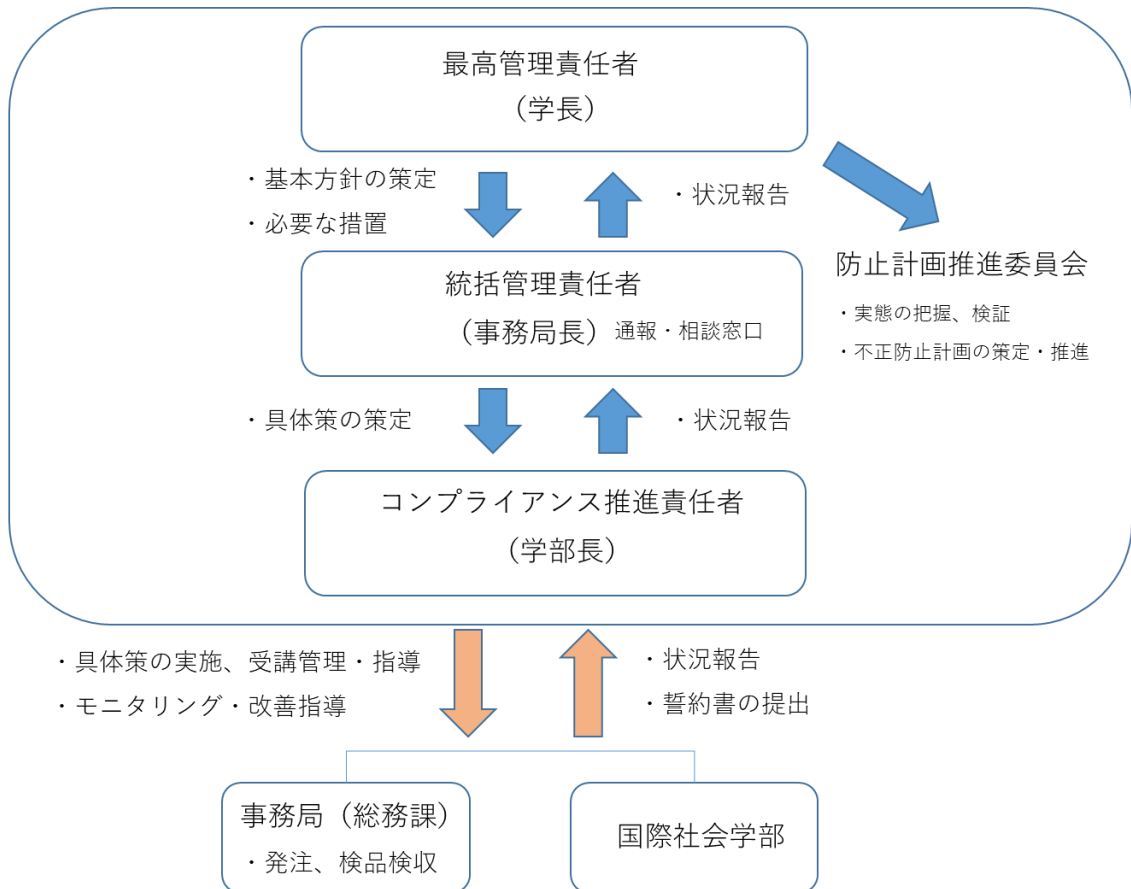 最高管理責任者
（学長）
・基本方針の策定
・必要な措置
・状況報告
統括管理責任者
（事務局長）通報・相談窓口
防止計画推進委員会
・実態の把握、検証
・不正防止計画の策定・推進
・具体策の策定
・状況報告
コンプライアンス推進責任者
（学部長）
・具体策の実施、受講管理・指導
・モニタリング・改善指導
・状況報告
・誓約書の提出
事務局（総務課）
・発注、検品検収
国際社会学部